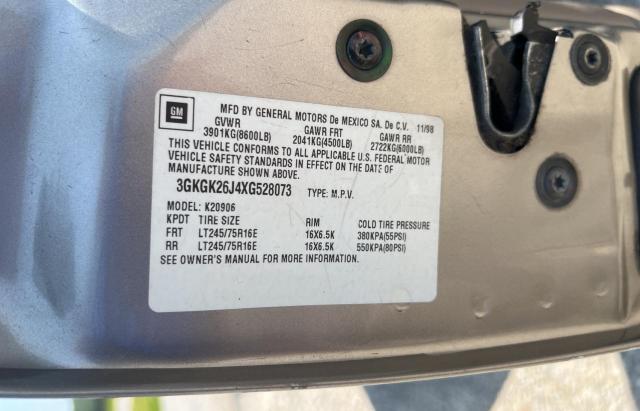 GM
MFD BY GENERAL MOTORS De MEXICO SA. De C.V. 11/98
GVWR GAWR FRT GAWR RR
3901KG(8600LB) 2041KG(4500LB) 2722KG(6000LB)
THIS VEHICLE CONFORMS TO ALL APPLICABLE U.S. FEDERAL MOTOR
VEHICLE SAFETY STANDARDS IN EFFECT ON THE DATE OF
MANUFACTURE SHOWN ABOVE.
3GKGK26J4XG528073 TYPE: M.P.V.
MODEL: K20906
KPDT TIRE SIZE RIM COLD TIRE PRESSURE
FRT LT245/75R16E 16X6.5K 380KPA(55PSI)
RR LT245/75R16E 16X6.5K 550KPA(80PSI)
SEE OWNER'S MANUAL FOR MORE INFORMATION.